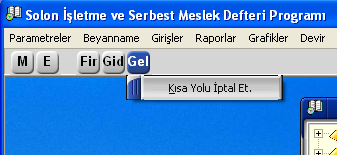 Solon İşletme ve Serbest Meslek Defteri Programı
Parametreler Beyanname Girişler Raporlar Grafikler Devir
M E Fir Gid Gel
Kısa Yolu İptal Et.